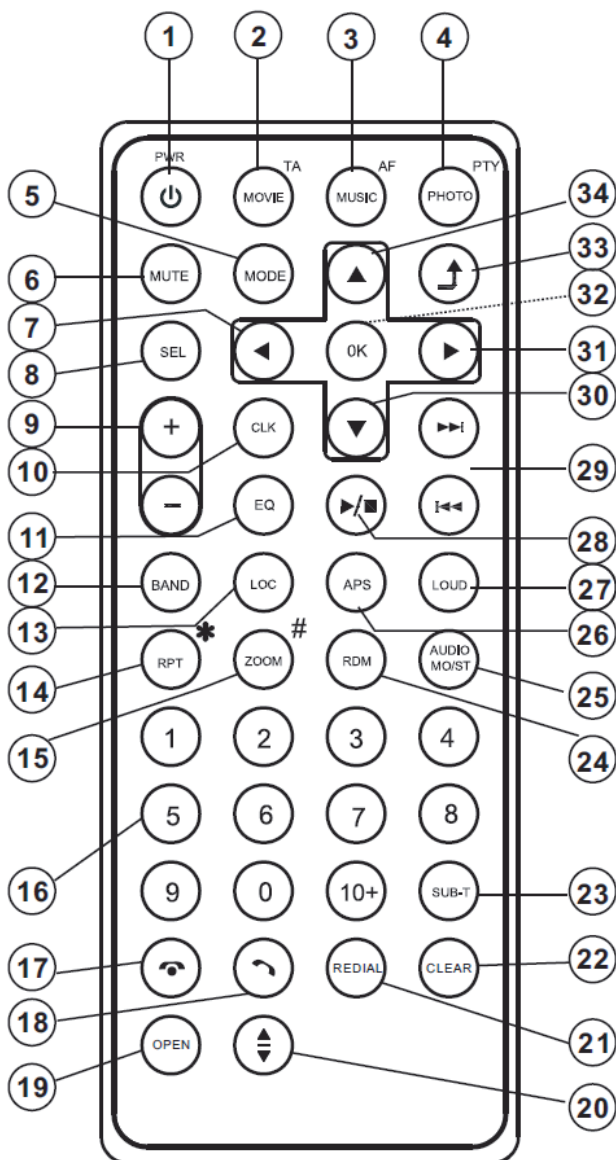 1 2 3 4
PWR TA AF PTY
MOVIE MUSIC PHOTO
5 34
MUTE MODE
6 33
7 32
SEL OK
8 31
9 + 30
CLK
10 29
− EQ
11 28
BAND LOC APS LOUD
12 27
13 * # 26
RPT ZOOM RDM AUDIO
MO/ST
14 25
15 1 2 3 4 24
5 6 7 8
16 9 0 10+ SUB-T 23
17 REDIAL CLEAR 22
18 21
OPEN
19 20